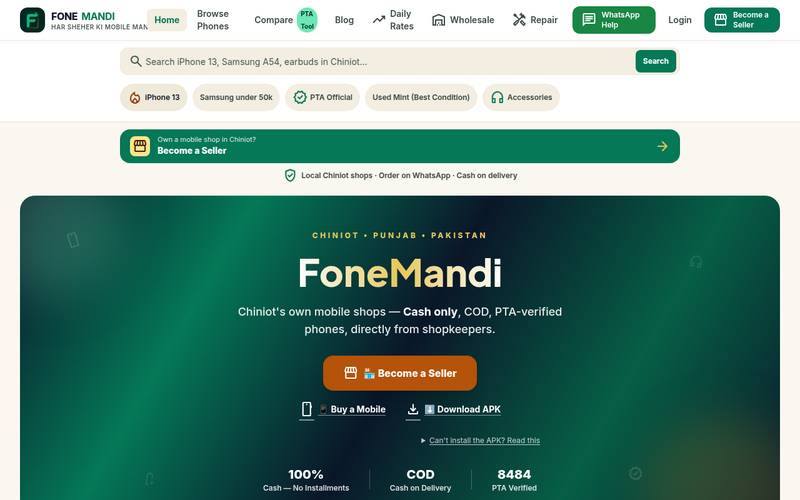 FONE MANDI
HAR SHEHER KI MOBILE MAN
Home
Browse
Phones
Compare
PTA
Tool
Blog
Daily
Rates
Wholesale
Repair
WhatsApp
Help
Login
Become a
Seller
Search iPhone 13, Samsung A54, earbuds in Chiniot...
Search
iPhone 13
Samsung under 50k
PTA Official
Used Mint (Best Condition)
Accessories
Own a mobile shop in Chiniot?
Become a Seller
Local Chiniot shops · Order on WhatsApp · Cash on delivery
CHINIOT • PUNJAB • PAKISTAN
FoneMandi
Chiniot's own mobile shops — Cash only, COD, PTA-verified
phones, directly from shopkeepers.
🏪 Become a Seller
📱 Buy a Mobile
⬇️ Download APK
▸ Can't install the APK? Read this
100%
Cash — No Installments
COD
Cash on Delivery
8484
PTA Verified